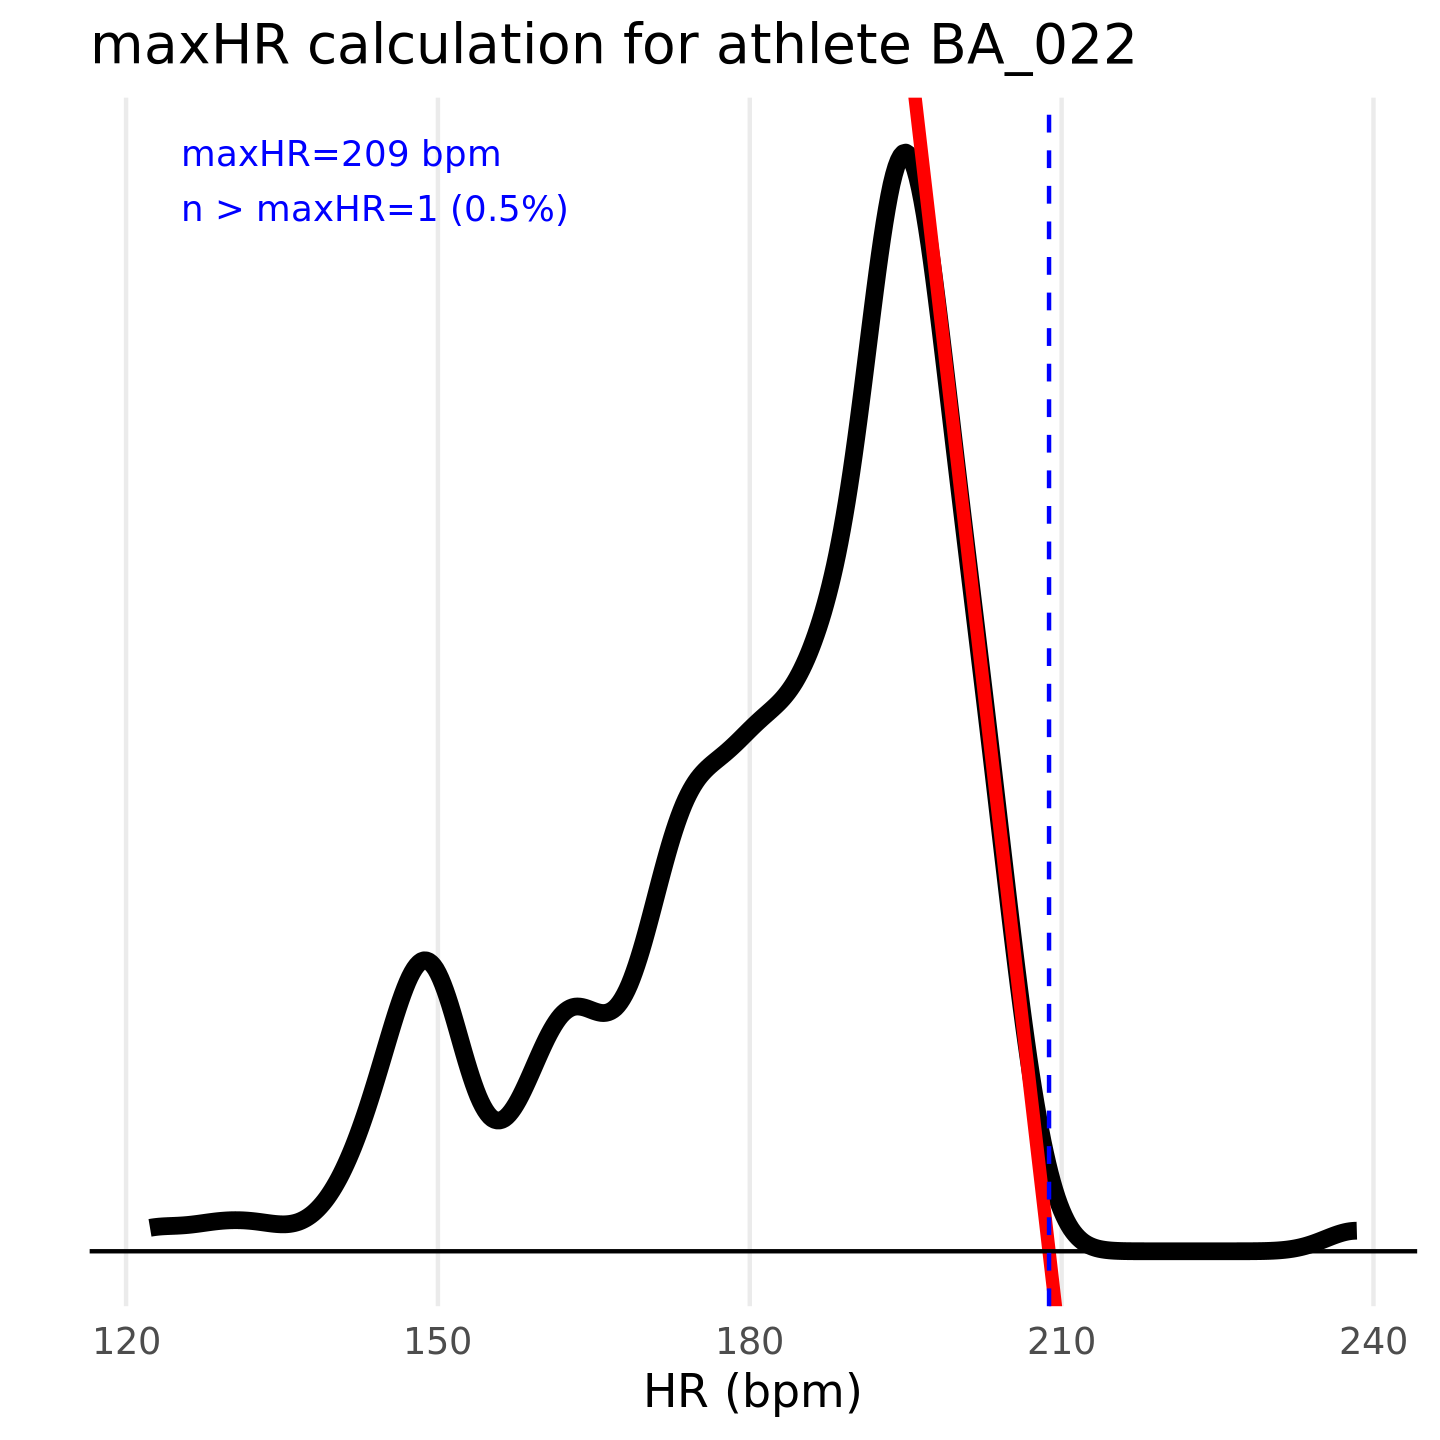 maxHR calculation for athlete BA_022
maxHR=209 bpm
n > maxHR=1 (0.5%)
120 150 180 210 240
HR (bpm)